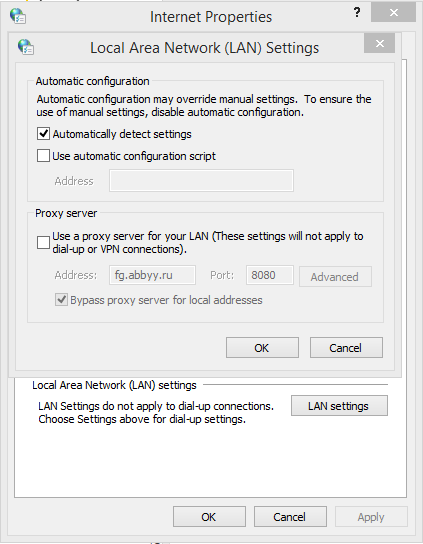 Internet Properties
?
Local Area Network (LAN) Settings
Automatic configuration
Automatic configuration may override manual settings. To ensure the
use of manual settings, disable automatic configuration.
Automatically detect settings
Use automatic configuration script
Address
Proxy server
Use a proxy server for your LAN (These settings will not apply to
dial-up or VPN connections).
Address: fg.abbyy.ru Port: 8080 Advanced
Bypass proxy server for local addresses
OK Cancel
Local Area Network (LAN) settings
LAN Settings do not apply to dial-up connections. LAN settings
Choose Settings above for dial-up settings.
OK Cancel Apply